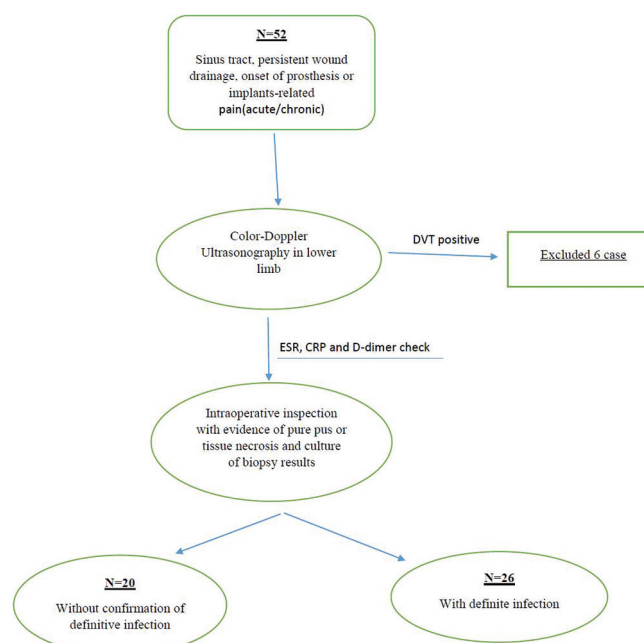 N=52
Sinus tract, persistent wound
drainage, onset of prosthesis or
implants-related
pain(acute/chronic)
Color-Doppler
Ultrasonography in lower
limb
DVT positive
Excluded 6 case
ESR, CRP and D-dimer check
Intraoperative inspection
with evidence of pure pus or
tissue necrosis and culture
of biopsy results
N=20
Without confirmation of
definitive infection
N=26
With definite infection